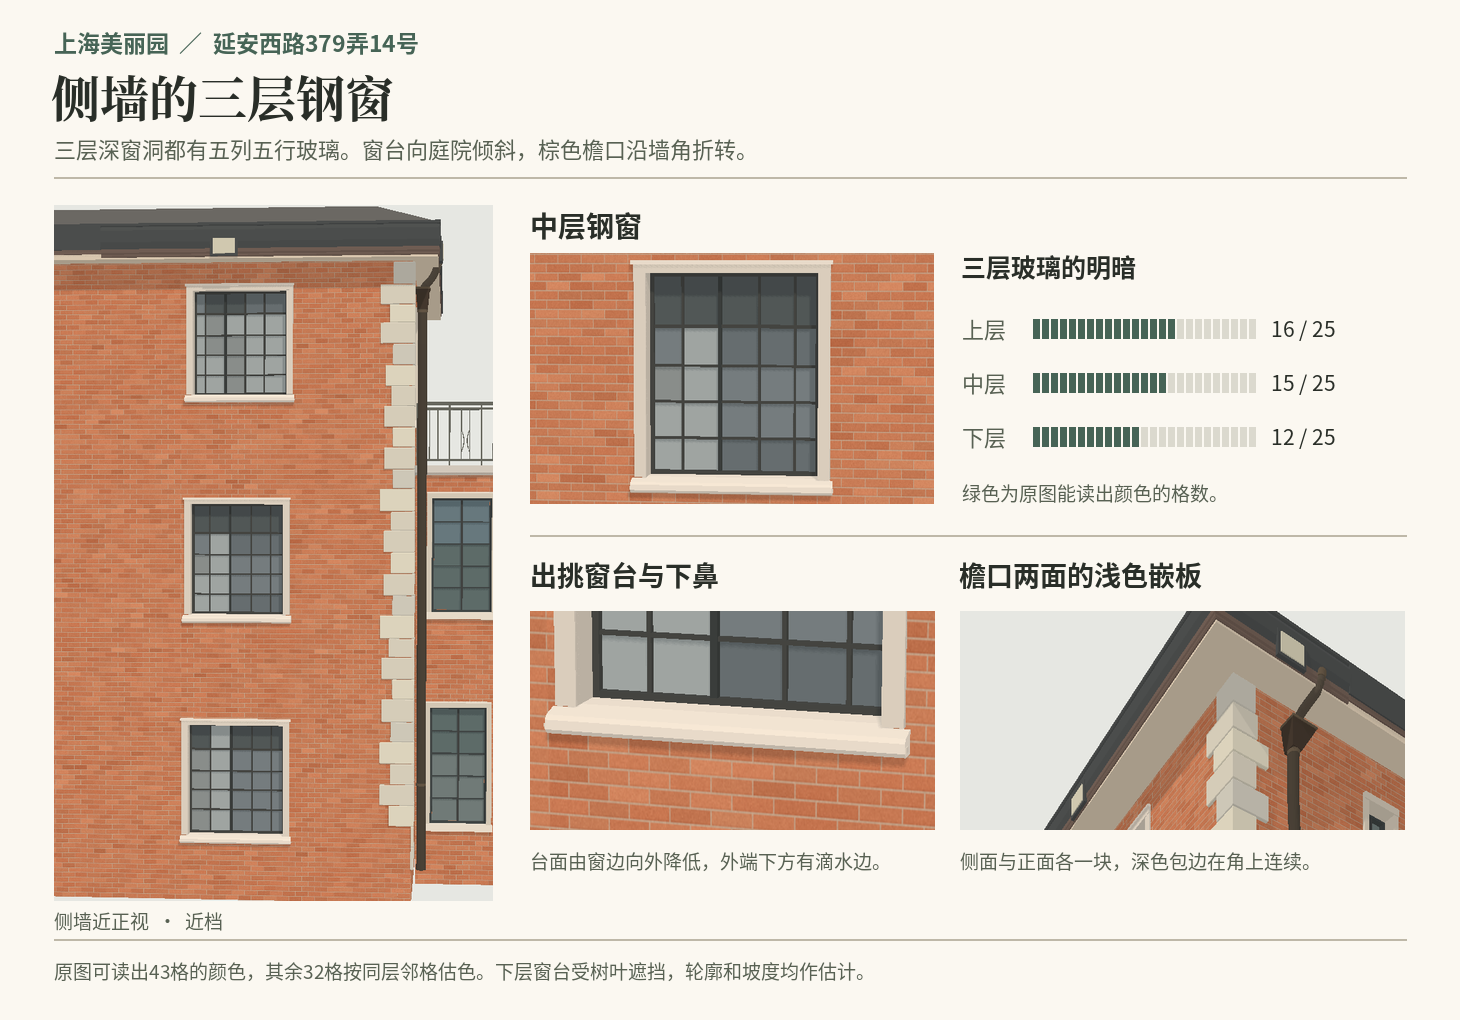 上海美丽园 ／ 延安西路379弄14号
侧墙的三层钢窗
三层深窗洞都有五列五行玻璃。窗台向庭院倾斜，棕色檐口沿墙角折转。
中层钢窗
三层玻璃的明暗
上层 16 / 25
中层 15 / 25
下层 12 / 25
绿色为原图能读出颜色的格数。
出挑窗台与下鼻
檐口两面的浅色嵌板
台面由窗边向外降低，外端下方有滴水边。
侧面与正面各一块，深色包边在角上连续。
侧墙近正视 · 近档
原图可读出43格的颜色，其余32格按同层邻格估色。下层窗台受树叶遮挡，轮廓和坡度均作估计。